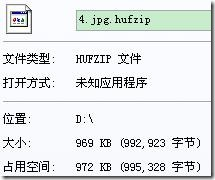 4.jpg.hufzip
文件类型: HUFZIP 文件
打开方式: 未知应用程序
位置: D:\
大小: 969 KB (992,923 字节)
占用空间: 972 KB (995,328 字节)